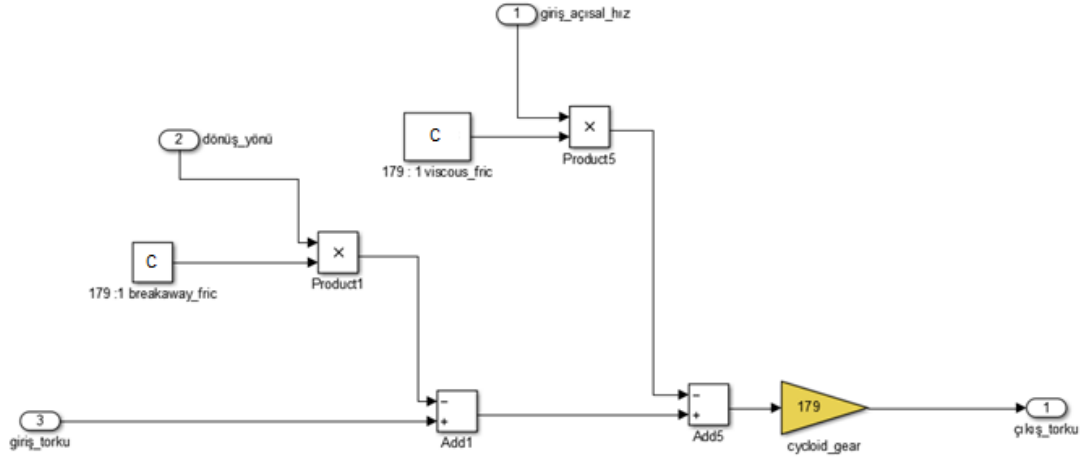 1
giriş_açısal_hız
C
×
Product5
179 : 1 viscous_fric
2
dönüş_yönü
C
×
Product1
179 :1 breakaway_fric
3
giriş_torku
−
+
Add1
−
+
Add5
179
cycloid_gear
1
çıkış_torku